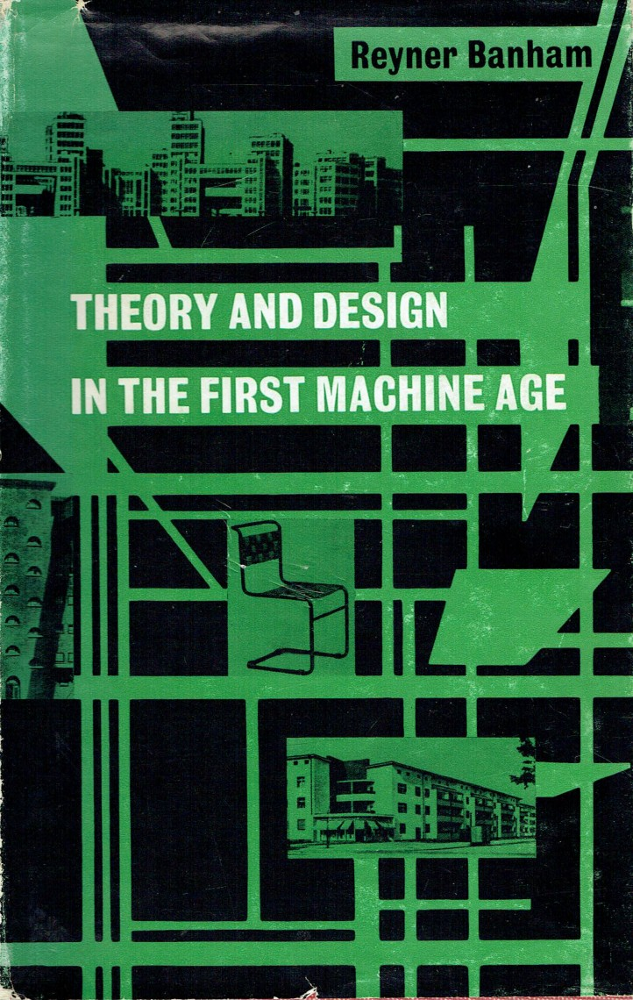 Reyner Banham
THEORY AND DESIGN
IN THE FIRST MACHINE AGE